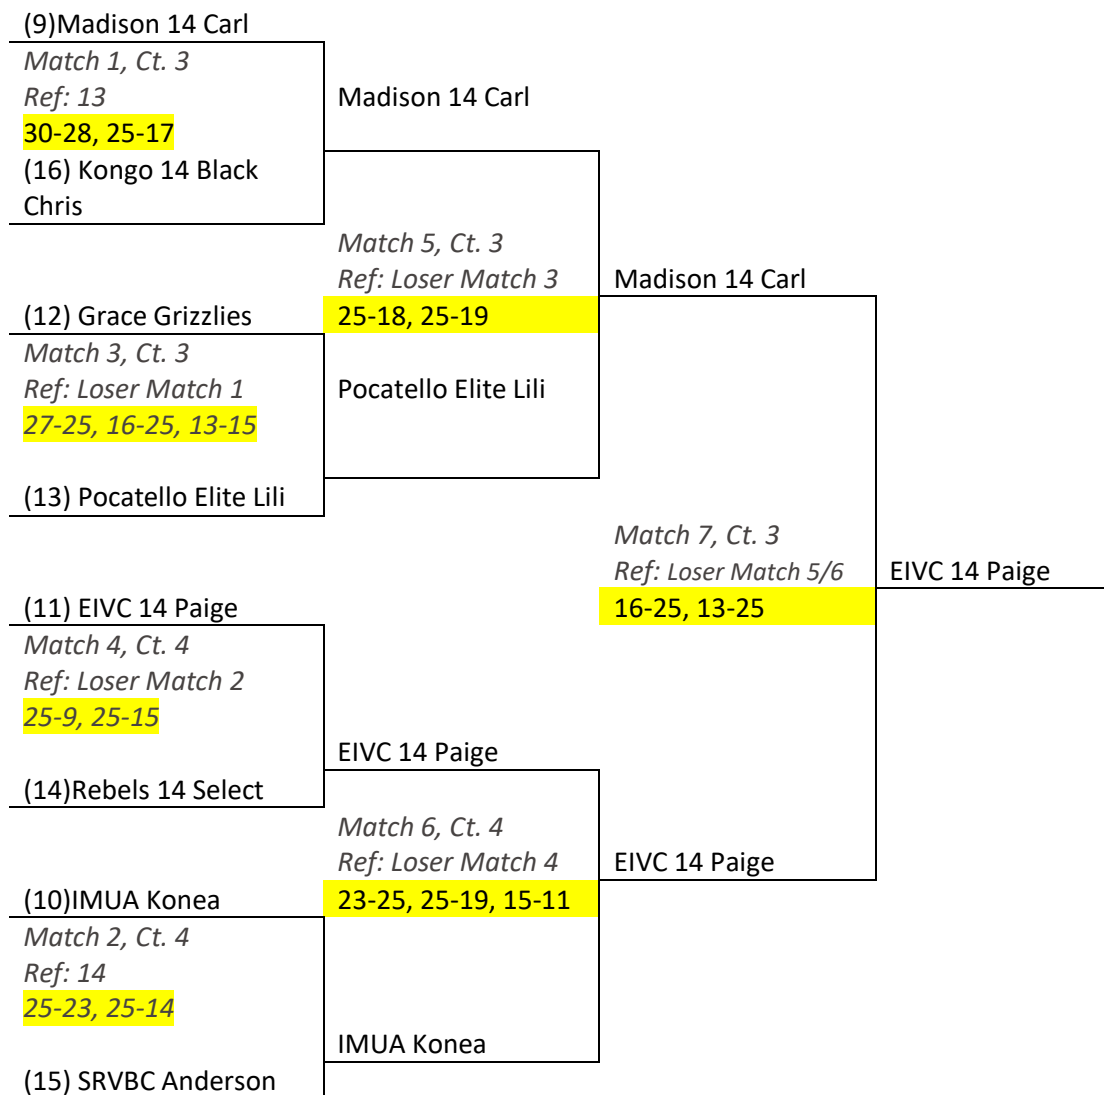 (9)Madison 14 Carl
Match 1, Ct. 3
Ref: 13
30-28, 25-17
(16) Kongo 14 Black
Chris
Madison 14 Carl
Match 5, Ct. 3
Ref: Loser Match 3
25-18, 25-19
Madison 14 Carl
(12) Grace Grizzlies
Match 3, Ct. 3
Ref: Loser Match 1
27-25, 16-25, 13-15
(13) Pocatello Elite Lili
Pocatello Elite Lili
Match 7, Ct. 3
Ref: Loser Match 5/6
16-25, 13-25
EIVC 14 Paige
(11) EIVC 14 Paige
Match 4, Ct. 4
Ref: Loser Match 2
25-9, 25-15
(14)Rebels 14 Select
EIVC 14 Paige
Match 6, Ct. 4
Ref: Loser Match 4
23-25, 25-19, 15-11
EIVC 14 Paige
(10)IMUA Konea
Match 2, Ct. 4
Ref: 14
25-23, 25-14
(15) SRVBC Anderson
IMUA Konea